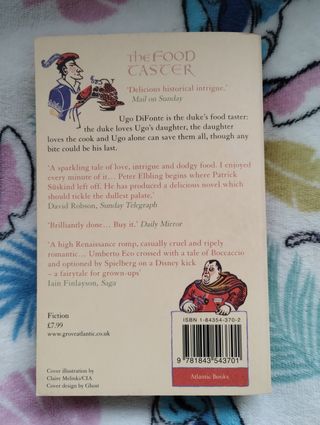 THE FOOD
TASTER
'Delicious historical intrigue.'
Mail on Sunday
Ugo DiFonte is the duke's food taster:
the duke loves Ugo's daughter, the daughter
loves the cook and Ugo alone can save them all, though any
bite could be his last.
'A sparkling tale of love, intrigue and dodgy food. I enjoyed
every minute of it… Peter Elbling begins where Patrick
Süskind left off. He has produced a delicious novel which
should tickle the dullest palate.'
David Robson, Sunday Telegraph
'Brilliantly done… Buy it.' Daily Mirror
'A high Renaissance romp, casually cruel and ripely
romantic… Umberto Eco crossed with a tale of Boccaccio
and optioned by Spielberg on a Disney kick
– a fairytale for grown-ups'
Iain Finlayson, Saga
Fiction
£7.99
www.groveatlantic.co.uk
Cover illustration by
Claire Melinks/CIA
Cover design by Ghost
ISBN 1-84354-370-2
9 781843 543701
Atlantic Books